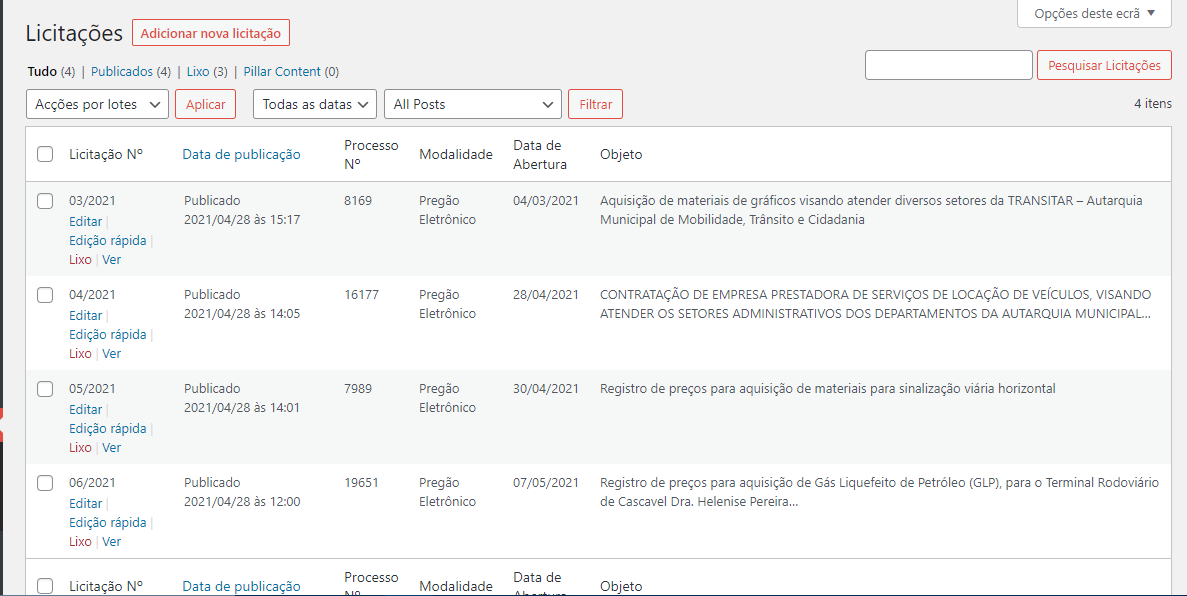 Opções deste ecrã ▼
Licitações Adicionar nova licitação
Tudo (4) | Publicados (4) | Lixo (3) | Pillar Content (0)
Pesquisar Licitações
Acções por lotes Aplicar Todas as datas All Posts Filtrar
4 itens
Licitação Nº Data de publicação Processo Nº Modalidade Data de Abertura Objeto
03/2021 Publicado 8169 Pregão 04/03/2021 Aquisição de materiais de gráficos visando atender diversos setores da TRANSITAR – Autarquia
Editar | 2021/04/28 às 15:17 Eletrônico Municipal de Mobilidade, Trânsito e Cidadania
Edição rápida |
Lixo | Ver
04/2021 Publicado 16177 Pregão 28/04/2021 CONTRATAÇÃO DE EMPRESA PRESTADORA DE SERVIÇOS DE LOCAÇÃO DE VEÍCULOS, VISANDO
Editar | 2021/04/28 às 14:05 Eletrônico ATENDER OS SETORES ADMINISTRATIVOS DOS DEPARTAMENTOS DA AUTARQUIA MUNICIPAL...
Edição rápida |
Lixo | Ver
05/2021 Publicado 7989 Pregão 30/04/2021 Registro de preços para aquisição de materiais para sinalização viária horizontal
Editar | 2021/04/28 às 14:01 Eletrônico
Edição rápida |
Lixo | Ver
06/2021 Publicado 19651 Pregão 07/05/2021 Registro de preços para aquisição de Gás Liquefeito de Petróleo (GLP), para o Terminal Rodoviário
Editar | 2021/04/28 às 12:00 Eletrônico de Cascavel Dra. Helenise Pereira...
Edição rápida |
Lixo | Ver
Licitação Nº Data de publicação Processo Nº Modalidade Data de Abertura Objeto